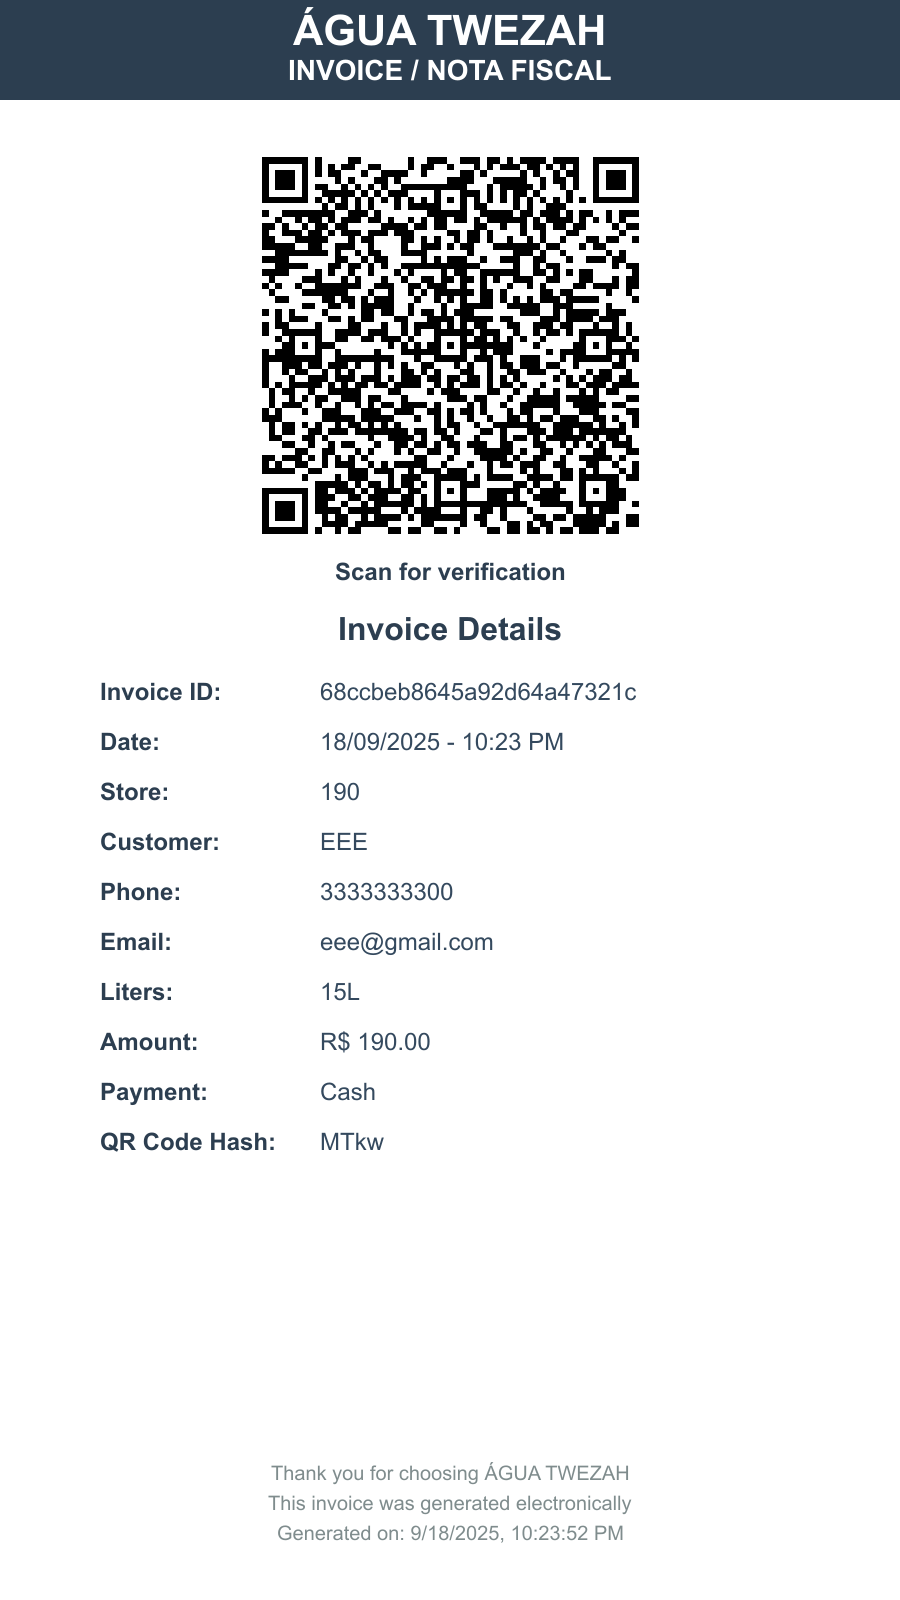 ÁGUA TWEZAH
INVOICE / NOTA FISCAL
Scan for verification
Invoice Details
Invoice ID: 68ccbeb8645a92d64a47321c
Date: 18/09/2025 - 10:23 PM
Store: 190
Customer: EEE
Phone: 3333333300
Email: eee@gmail.com
Liters: 15L
Amount: R$ 190.00
Payment: Cash
QR Code Hash: MTkw
Thank you for choosing ÁGUA TWEZAH
This invoice was generated electronically
Generated on: 9/18/2025, 10:23:52 PM